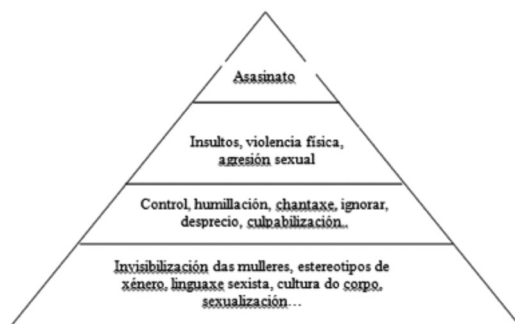 Asasinato
Insultos, violencia física,
agresión sexual
Control, humillación, chantaxe, ignorar,
desprecio, culpabilización..
Invisibilización das mulleres, estereotipos de
xénero, linguaxe sexista, cultura do corpo,
sexualización…